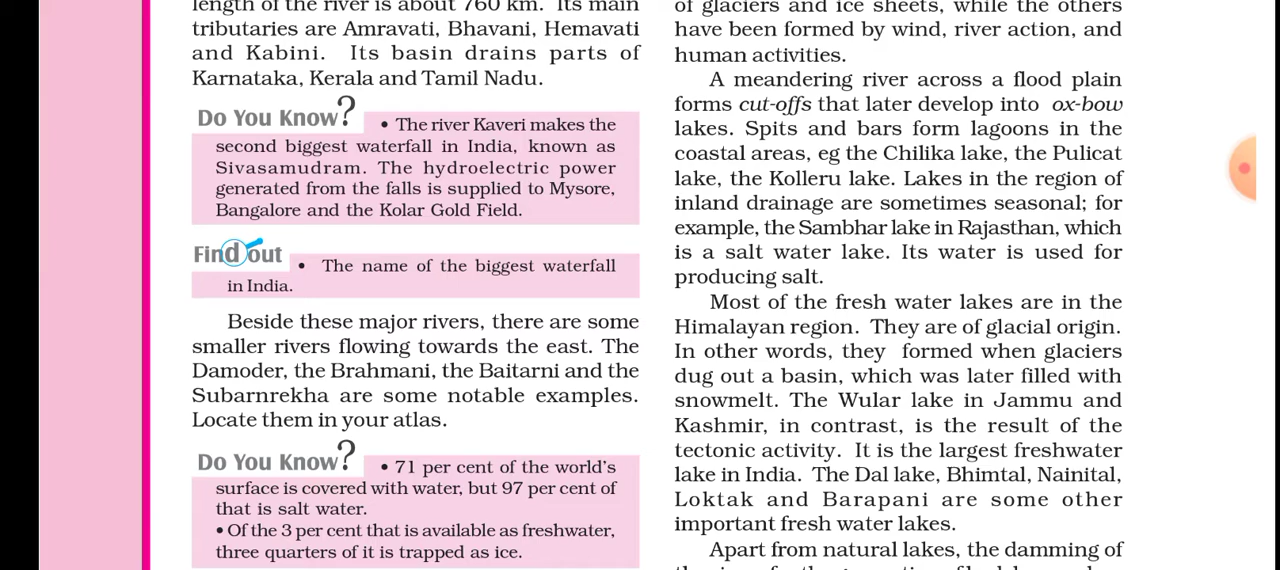 length of the river is about 760 km. Its main
tributaries are Amravati, Bhavani, Hemavati
and Kabini. Its basin drains parts of
Karnataka, Kerala and Tamil Nadu.
Do You Know?
• The river Kaveri makes the
second biggest waterfall in India, known as
Sivasamudram. The hydroelectric power
generated from the falls is supplied to Mysore,
Bangalore and the Kolar Gold Field.
Find out
• The name of the biggest waterfall
in India.
Beside these major rivers, there are some
smaller rivers flowing towards the east. The
Damoder, the Brahmani, the Baitarni and the
Subarnrekha are some notable examples.
Locate them in your atlas.
Do You Know?
• 71 per cent of the world's
surface is covered with water, but 97 per cent of
that is salt water.
• Of the 3 per cent that is available as freshwater,
three quarters of it is trapped as ice.
of glaciers and ice sheets, while the others
have been formed by wind, river action, and
human activities.
A meandering river across a flood plain
forms cut-offs that later develop into ox-bow
lakes. Spits and bars form lagoons in the
coastal areas, eg the Chilika lake, the Pulicat
lake, the Kolleru lake. Lakes in the region of
inland drainage are sometimes seasonal; for
example, the Sambhar lake in Rajasthan, which
is a salt water lake. Its water is used for
producing salt.
Most of the fresh water lakes are in the
Himalayan region. They are of glacial origin.
In other words, they formed when glaciers
dug out a basin, which was later filled with
snowmelt. The Wular lake in Jammu and
Kashmir, in contrast, is the result of the
tectonic activity. It is the largest freshwater
lake in India. The Dal lake, Bhimtal, Nainital,
Loktak and Barapani are some other
important fresh water lakes.
Apart from natural lakes, the damming of